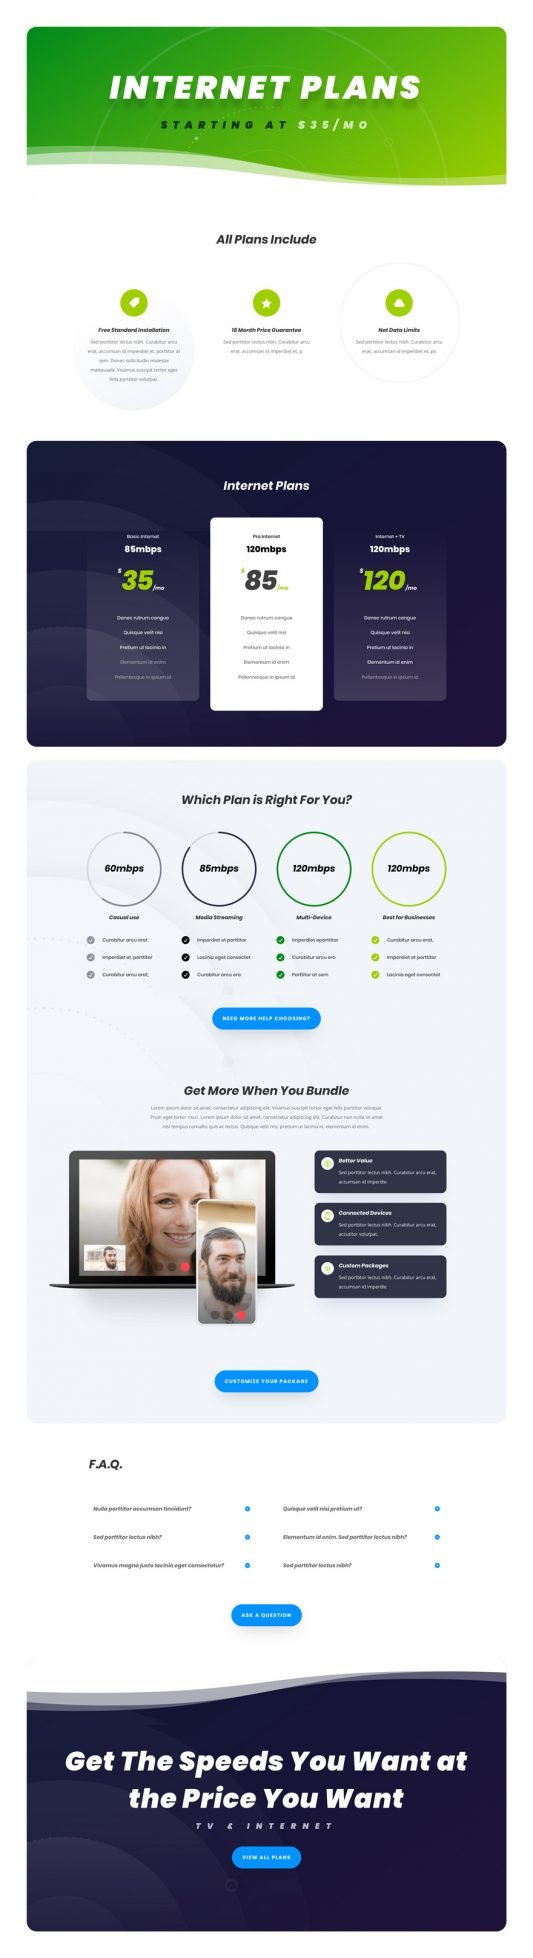 INTERNET PLANS
STARTING AT $35/MO
All Plans Include
Free Standard Installation
Sed porttitor lectus nibh. Curabitur arcu
erat, accumsan id imperdiet et, porttitor at
sem. Donec sollicitudin molestie
malesuada. Vivamus suscipit tortor eget
felis porttitor volutpat.
18 Month Price Guarantee
Sed porttitor lectus nibh. Curabitur arcu
erat, accumsan id imperdiet et, p
Not Data Limits
Sed porttitor lectus nibh. Curabitur arcu
erat, accumsan id imperdiet et, po
Internet Plans
Basic Internet
85mbps
$35/mo
Donec rutrum congue
Quisque velit nisi
Pretium ut lacinia in
Elementum id enim
Pellentesque in ipsum id
Pro Internet
120mbps
$85/mo
Donec rutrum congue
Quisque velit nisi
Pretium ut lacinia in
Elementum id enim
Pellentesque in ipsum id
Internet + TV
120mbps
$120/mo
Donec rutrum congue
Quisque velit nisi
Pretium ut lacinia in
Elementum id enim
Pellentesque in ipsum id
Which Plan is Right For You?
60mbps
Casual use
Curabitur arcu erat
Imperdiet et, porttitor
Curabitur arcu erat,
85mbps
Media Streaming
Imperdiet et porttitor
Lacinia eget consectet
Curabitur arcu era
120mbps
Multi-Device
Imperdiet eporttitor
Curabitur arcu era
Porttitor at sem
120mbps
Best for Businesses
Curabitur arcu erat,
Imperdiet et porttitor
Lacinia eget consectet
NEED MORE HELP CHOOSING?
Get More When You Bundle
Lorem ipsum dolor sit amet, consectetur adipiscing elit. Vivamus suscipit tortor eget felis porttitor volutpat.
Proin eget tortor risus. Lorem ipsum dolor sit amet, consectetur adipiscing elit. Curabitur non nulla sit amet
nisl tempus convallis quis ac lectus. Quisque velit nisi, pretium ut lacinia in, elementum id enim.
Better Value
Sed porttitor lectus nibh. Curabitur arcu erat,
accumsan id imperdie
Connected Devices
Sed porttitor lectus nibh. Curabitur arcu erat,
accutitor volutpat.
Custom Packages
Sed porttitor lectus nibh. Curabitur arcu erat,
accumsan id imperdie
CUSTOMIZE YOUR PACKAGE
F.A.Q.
Nulla porttitor accumsan tincidunt?
Quisque velit nisi pretium ut?
Sed porttitor lectus nibh?
Elementum id enim. Sed porttitor lectus nibh?
Vivamus magna justo lacinia eget consectetur?
Sed porttitor lectus nibh?
ASK A QUESTION
Get The Speeds You Want at
the Price You Want
TV & INTERNET
VIEW ALL PLANS